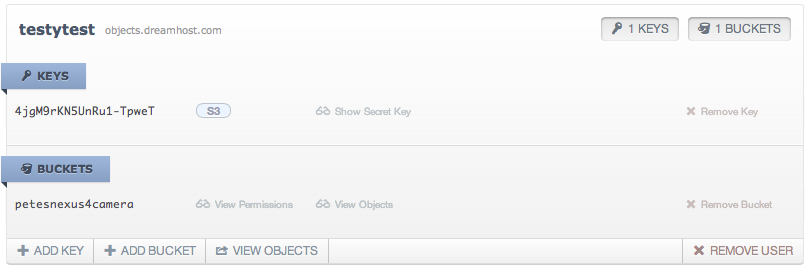 testytest objects.dreamhost.com 1 KEYS 1 BUCKETS
KEYS
4jgM9rKN5UnRu1-TpweT S3 Show Secret Key Remove Key
BUCKETS
petesnexus4camera View Permissions View Objects Remove Bucket
ADD KEY ADD BUCKET VIEW OBJECTS REMOVE USER